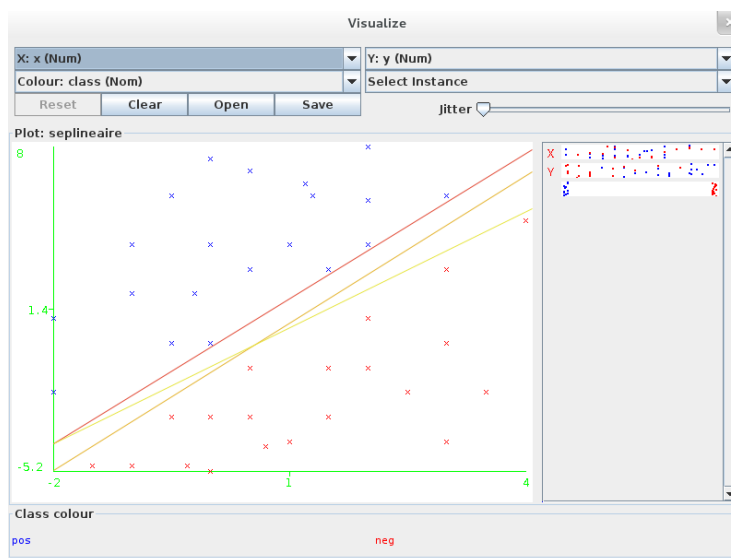 Visualize
X: x (Num) Y: y (Num)
Colour: class (Nom) Select Instance
Reset Clear Open Save Jitter
Plot: seplineaire
8
1.4
-5.2
-2 1 4
X
Y
Class colour
pos neg